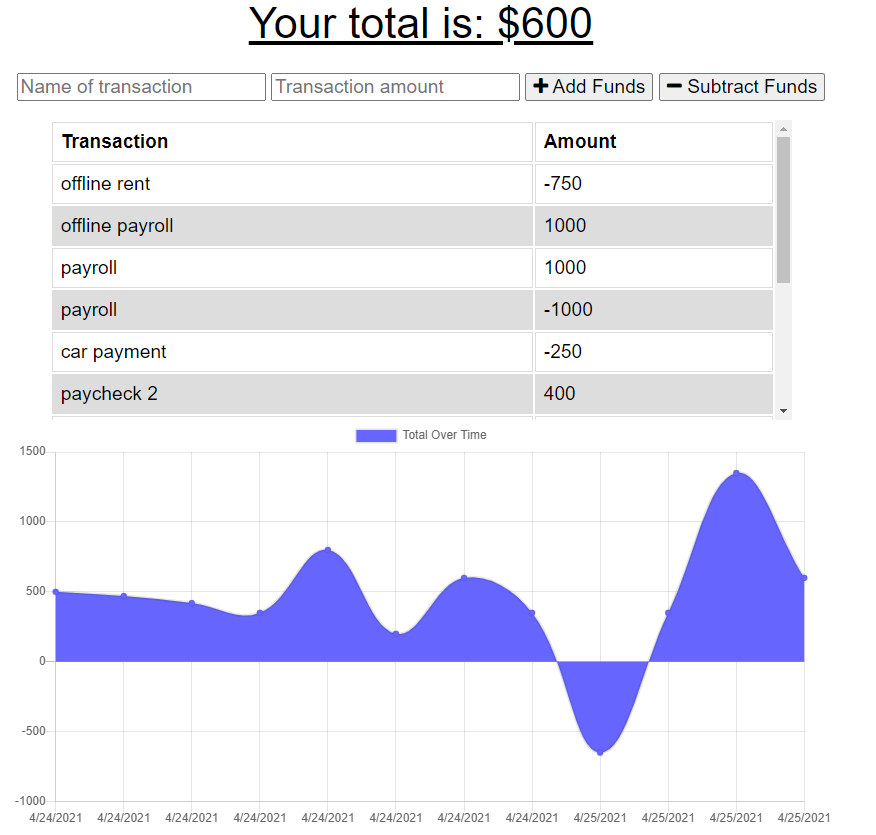 Your total is: $600
Name of transaction Transaction amount Add Funds Subtract Funds
Transaction Amount
offline rent -750
offline payroll 1000
payroll 1000
payroll -1000
car payment -250
paycheck 2 400
Total Over Time
1500
1000
500
0
-500
-1000
4/24/2021 4/24/2021 4/24/2021 4/24/2021 4/24/2021 4/24/2021 4/24/2021 4/24/2021 4/25/2021 4/25/2021 4/25/2021 4/25/2021